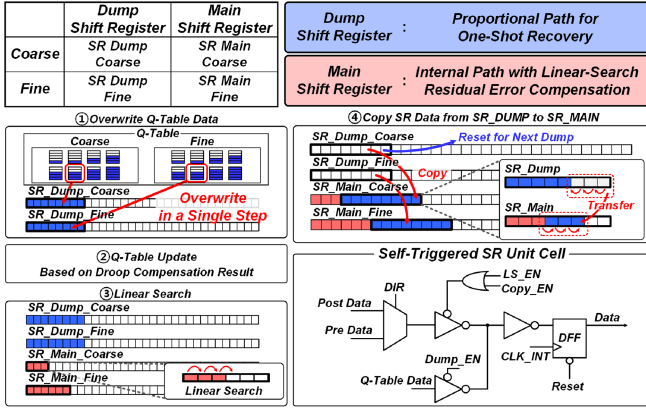 Dump
Shift Register
Main
Shift Register
Coarse
SR Dump
Coarse
SR Main
Coarse
Fine
SR Dump
Fine
SR Main
Fine
Dump
Shift Register
:
Proportional Path for
One-Shot Recovery
Main
Shift Register
:
Internal Path with Linear-Search
Residual Error Compensation
①Overwrite Q-Table Data
Q-Table
Coarse
Fine
SR_Dump_Coarse
SR_Dump_Fine
Overwrite
in a Single Step
②Q-Table Update
Based on Droop Compensation Result
③Linear Search
SR_Dump_Coarse
SR_Dump_Fine
SR_Main_Coarse
SR_Main_Fine
Linear Search
④Copy SR Data from SR_DUMP to SR_MAIN
SR_Dump_Coarse
Reset for Next Dump
SR_Dump_Fine
Copy
SR_Main_Coarse
SR_Main_Fine
SR_Dump
SR_Main
Transfer
Self-Triggered SR Unit Cell
DIR
LS_EN
Copy_EN
Post Data
Pre Data
Dump_EN
Q-Table Data
CLK_INT
DFF
Data
Reset